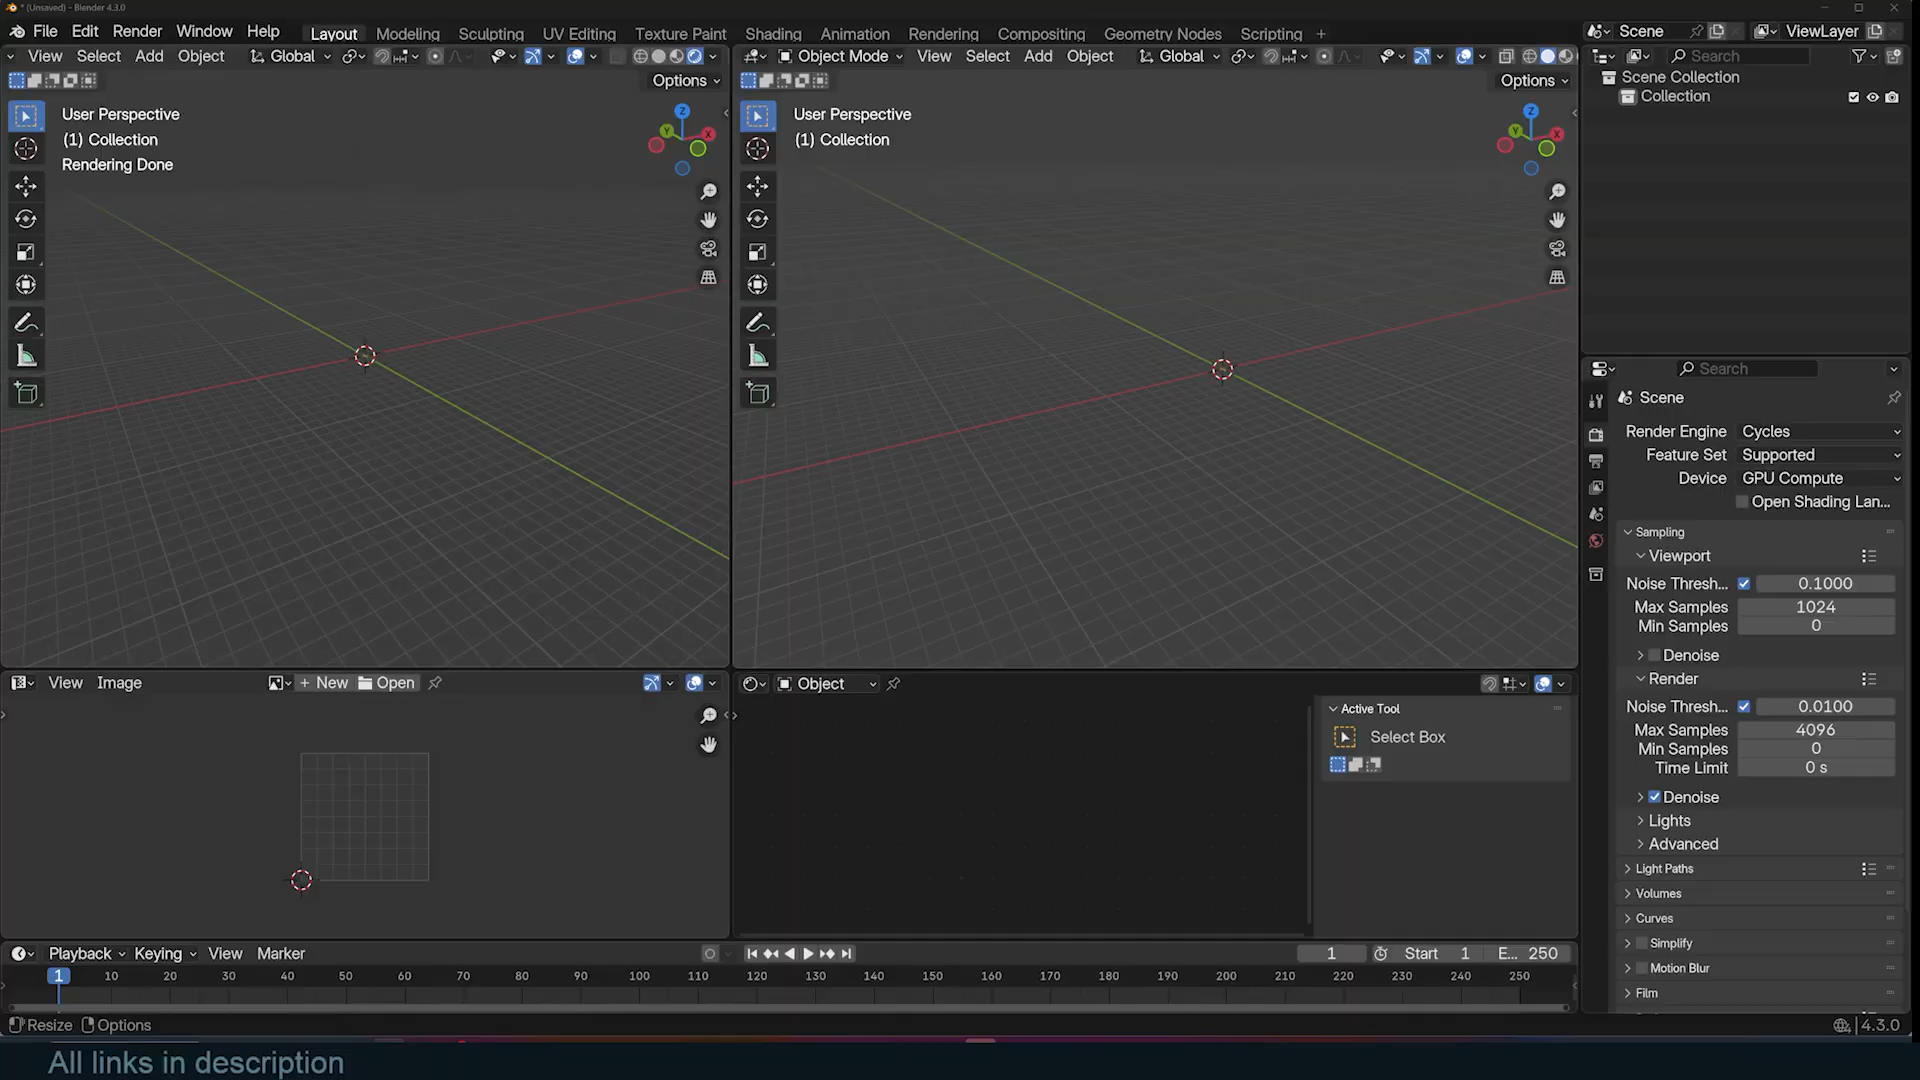 * (Unsaved) - Blender 4.3.0
File Edit Render Window Help Layout Modeling Sculpting UV Editing Texture Paint Shading Animation Rendering Compositing Geometry Nodes Scripting + Scene ViewLayer
View Select Add Object Global
Options
User Perspective
(1) Collection
Rendering Done
Z
Y
X
Object Mode View Select Add Object Global
Options
User Perspective
(1) Collection
Z
Y
X
Search
Scene Collection
Collection
Search
Scene
Render Engine Cycles
Feature Set Supported
Device GPU Compute
Open Shading Lan...
Sampling
Viewport
Noise Thresh... 0.1000
Max Samples 1024
Min Samples 0
Denoise
Render
Noise Thresh... 0.0100
Max Samples 4096
Min Samples 0
Time Limit 0 s
Denoise
Lights
Advanced
Light Paths
Volumes
Curves
Simplify
Motion Blur
Film
View Image + New Open
Object
Active Tool
Select Box
Playback Keying View Marker 1 Start 1 E... 250
1 10 20 30 40 50 60 70 80 90 100 110 120 130 140 150 160 170 180 190 200 210 220 230 240 250
Resize Options 4.3.0
All links in description